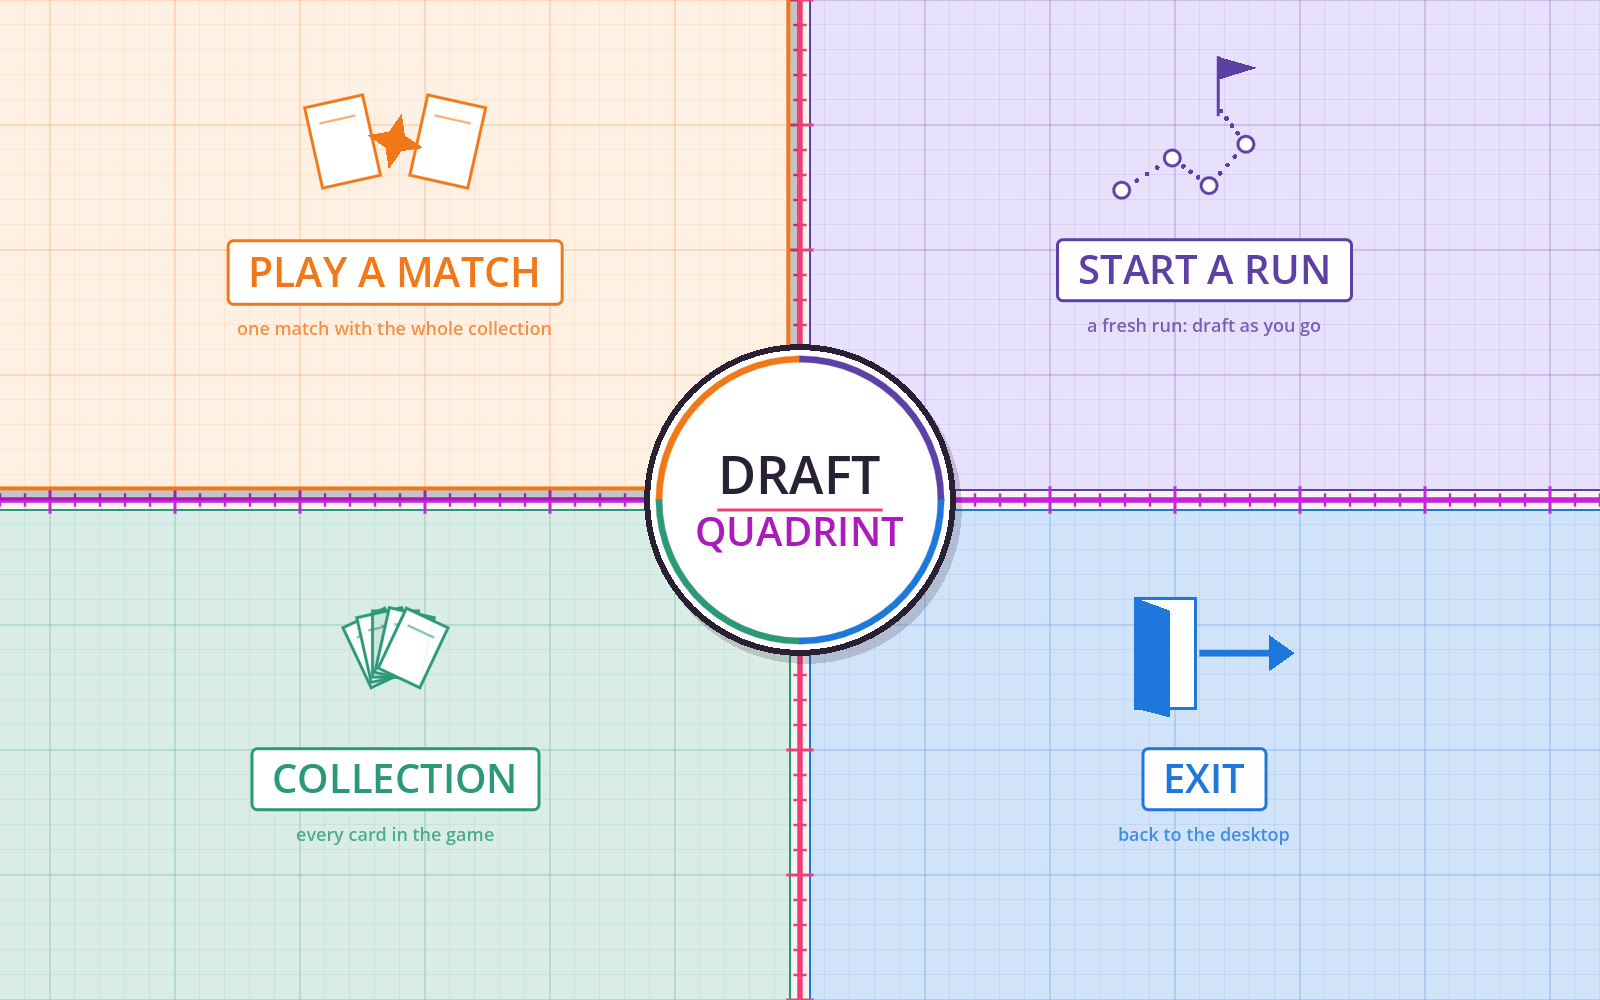 PLAY A MATCH
one match with the whole collection
START A RUN
a fresh run: draft as you go
DRAFT
QUADRINT
COLLECTION
every card in the game
EXIT
back to the desktop